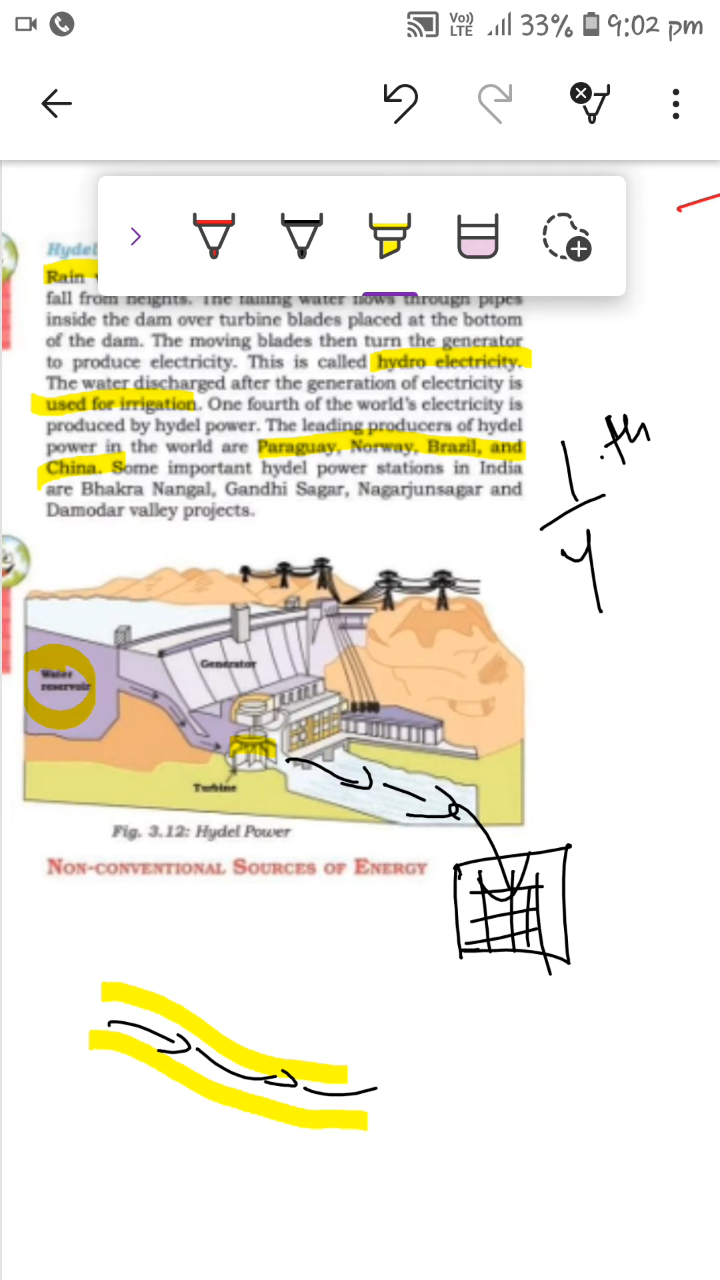 Vo))
LTE 33% 9:02 pm
Hydel
Rain
fall from heights. The falling water flows through pipes
inside the dam over turbine blades placed at the bottom
of the dam. The moving blades then turn the generator
to produce electricity. This is called hydro electricity.
The water discharged after the generation of electricity is
used for irrigation. One fourth of the world's electricity is
produced by hydel power. The leading producers of hydel
power in the world are Paraguay, Norway, Brazil, and
China. Some important hydel power stations in India
are Bhakra Nangal, Gandhi Sagar, Nagarjunsagar and
Damodar valley projects.
1 th
4
Generator
Water
reservoir
Turbine
Fig. 3.12: Hydel Power
NON-CONVENTIONAL SOURCES OF ENERGY